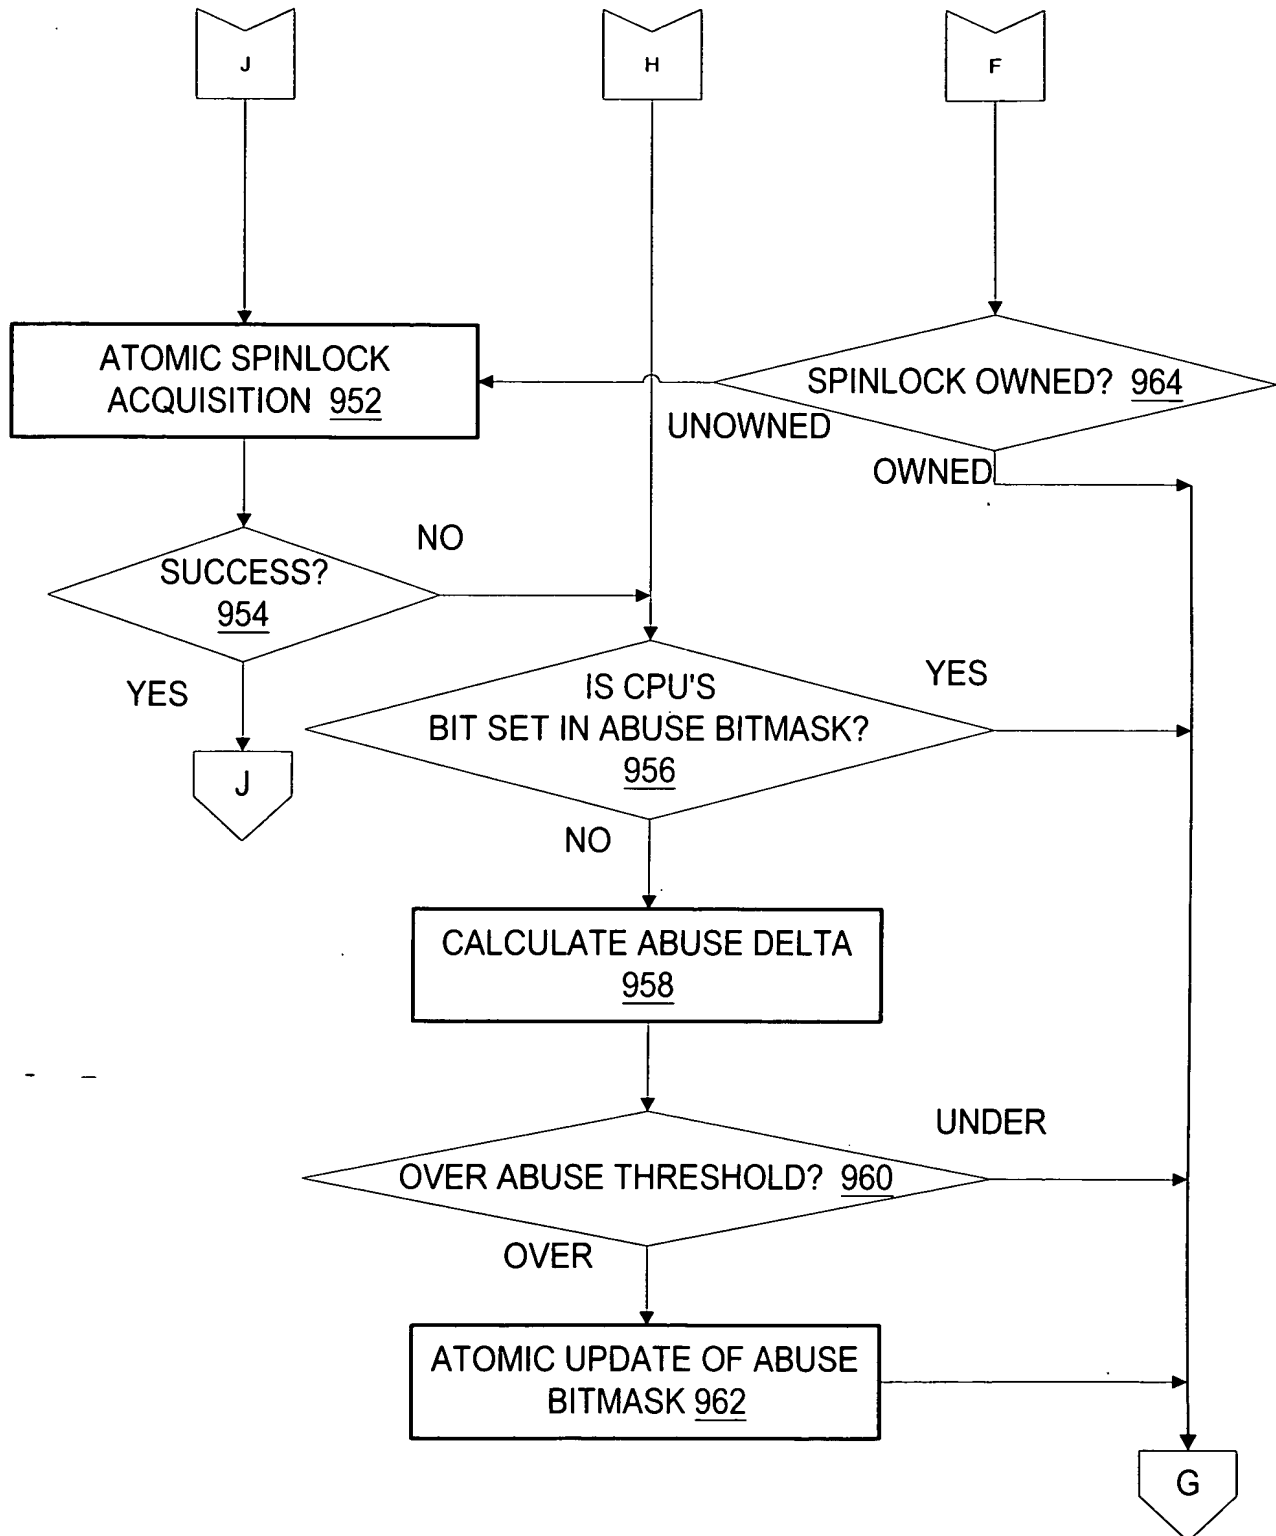 J
H
F
ATOMIC SPINLOCK
ACQUISITION 952
SPINLOCK OWNED? 964
UNOWNED
OWNED
NO
SUCCESS?
954
YES
IS CPU'S
BIT SET IN ABUSE BITMASK?
956
YES
J
NO
CALCULATE ABUSE DELTA
958
UNDER
OVER ABUSE THRESHOLD? 960
OVER
ATOMIC UPDATE OF ABUSE
BITMASK 962
G